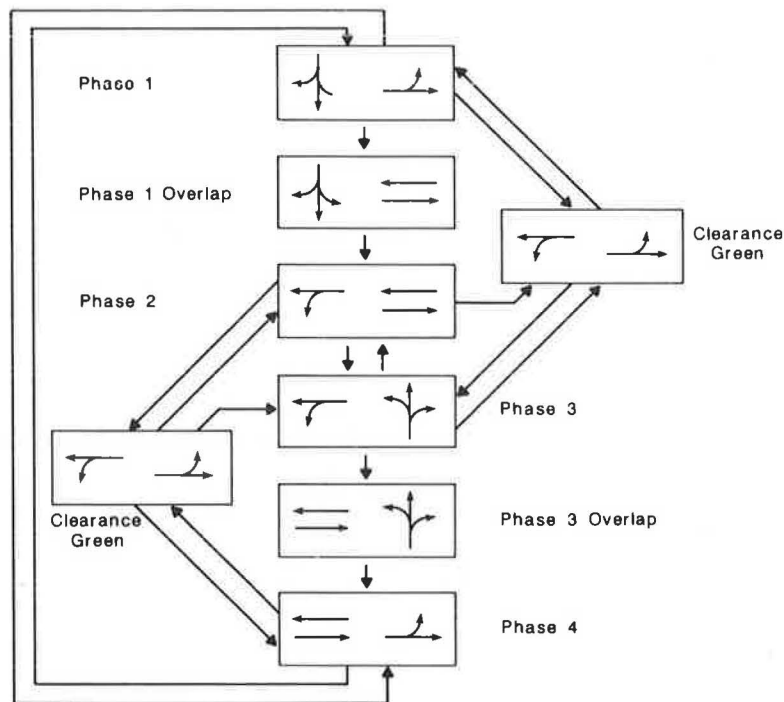 Phaco 1
Phase 1 Overlap
Clearance
Green
Phase 2
Phase 3
Clearance
Green
Phase 3 Overlap
Phase 4